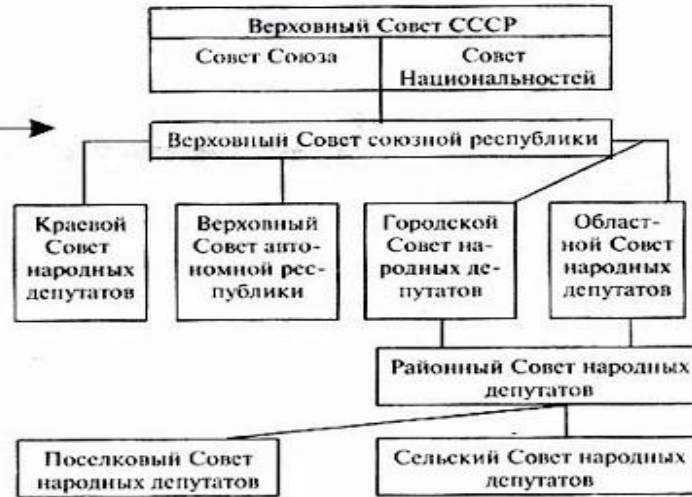 Верховный Совет СССР
Совет Союза
Совет
Национальностей
Верховный Совет союзной республики
Краевой
Совет
народных
депутатов
Верховный
Совет авто-
номной рес-
публики
Городской
Совет на-
родных де-
путатов
Област-
ной Совет
народных
депутатов
Районный Совет народных
депутатов
Поселковый Совет
народных депутатов
Сельский Совет народных
депутатов